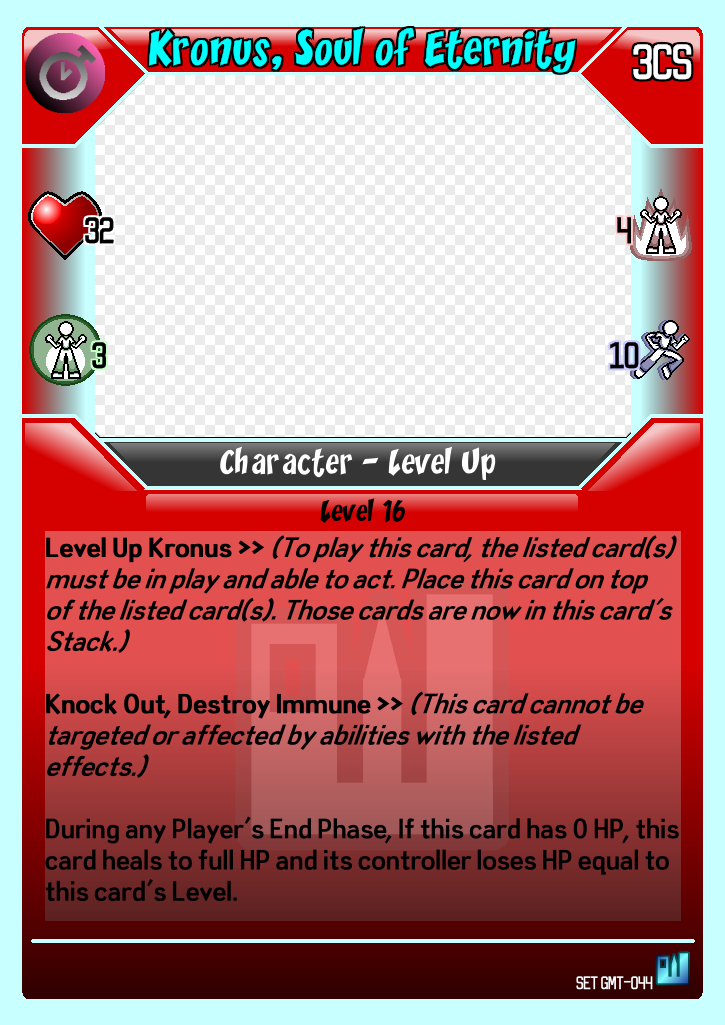 Kronus, Soul of Eternity
3CS
32
4
3
10
Character - Level Up
Level 16
Level Up Kronus >> (To play this card, the listed card(s)
must be in play and able to act. Place this card on top
of the listed card(s). Those cards are now in this card's
Stack.)
Knock Out, Destroy Immune >> (This card cannot be
targeted or affected by abilities with the listed
effects.)
During any Player's End Phase, If this card has 0 HP, this
card heals to full HP and its controller loses HP equal to
this card's Level.
SET GMT-044